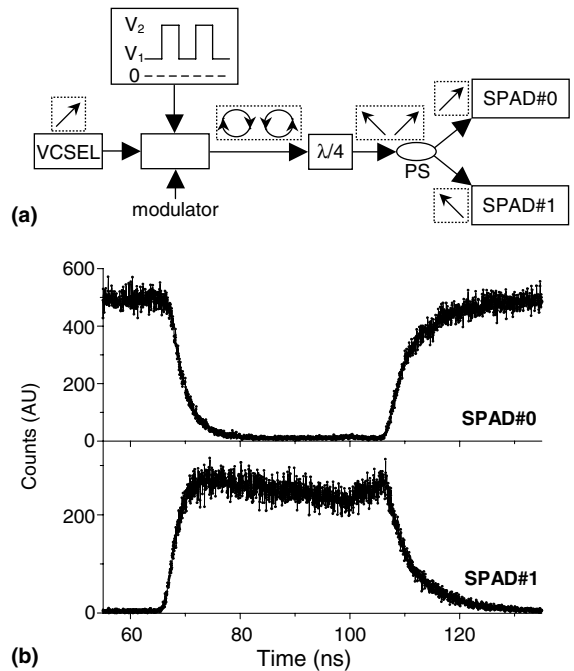 (a)
V2
V1
0
VCSEL
modulator
λ/4
PS
SPAD#0
SPAD#1
(b)
Counts (AU)
600
400
200
0
SPAD#0
200
0
SPAD#1
60 80 100 120
Time (ns)